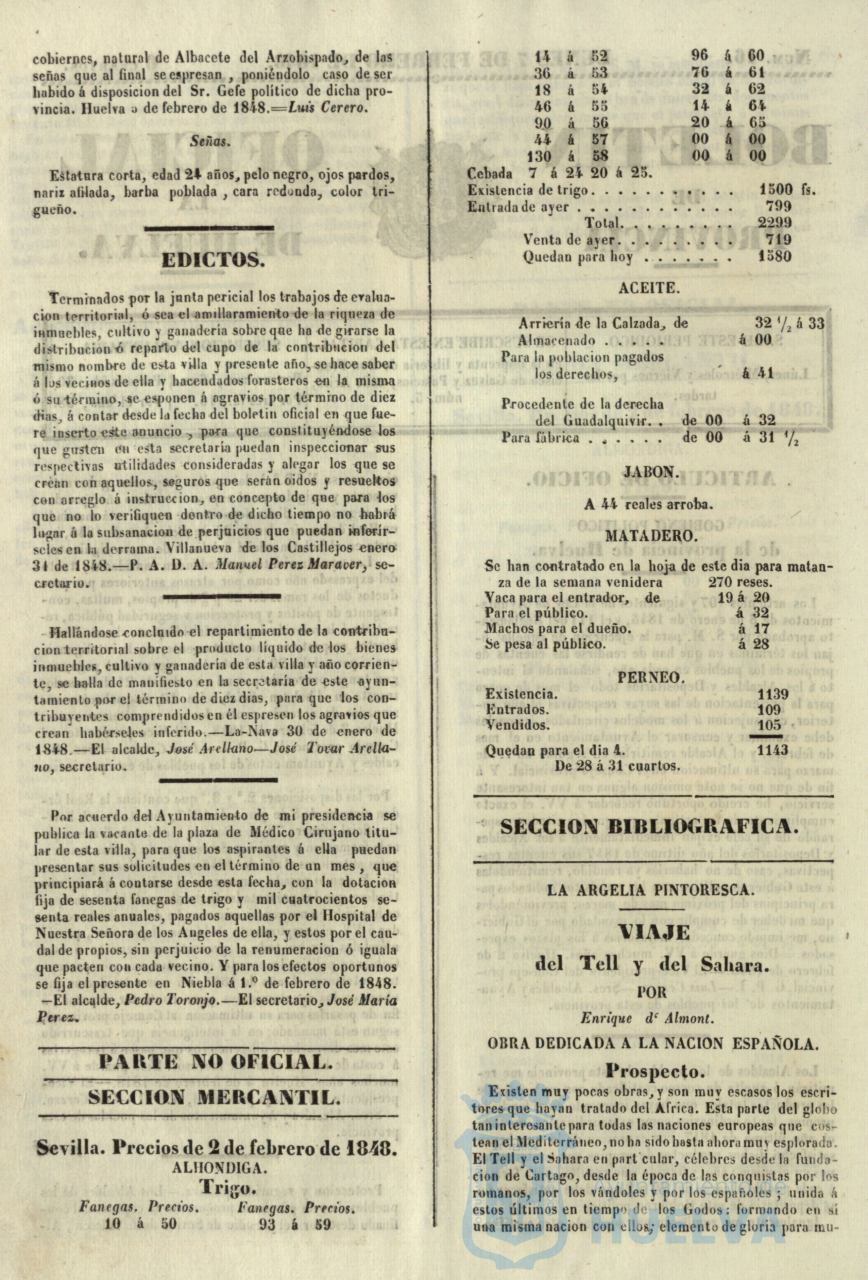 cobiernes, natural de Albacete del Arzobispado, de las
señas que al final se espresan , poniéndolo caso de ser
habido á disposicion del Sr. Gefe politico de dicha pro-
vincia. Huelva 5 de febrero de 1848.=Luis Cerero.
Señas.
Estatura corta, edad 24 años, pelo negro, ojos pardos,
nariz afilada, barba poblada , cara redonda, color tri-
gueño.
EDICTOS.
Terminados por la junta pericial los trabajos de evalua-
cion territorial, ó sea el amillaramiento de la riqueza de
inmuebles, cultivo y ganaderia sobre que ha de girarse la
distribucion ó reparto del cupo de la contribucion del
mismo nombre de esta villa y presente año, se hace saber
á los vecinos de ella y hacendados forasteros en la misma
ó su término, se esponen á agravios por término de diez
dias, á contar desde la fecha del boletin oficial en que fue-
re inserto este anuncio , para que constituyéndose los
que gusten en esta secretaria puedan inspeccionar sus
respectivas utilidades consideradas y alegar los que se
crean con aquellos, seguros que serán oidos y resueltos
con arreglo á instruccion, en concepto de que para los
que no lo verifiquen dentro de dicho tiempo no habrá
lugar á la subsanacion de perjuicios que puedan inferír-
seles en la derrama. Villanueva de los Castillejos enero
31 de 1848.—P. A. D. A. Manuel Perez Maraver, se-
cretario.
Hallándose concluido el repartimiento de la contribu-
cion territorial sobre el producto líquido de los bienes
inmuebles, cultivo y ganaderia de esta villa y año corrien-
te, se halla de manifiesto en la secretaría de este ayun-
tamiento por el término de diez dias, para que los con-
tribuyentes comprendidos en él espresen los agravios que
crean habérseles inferido.—La-Nava 30 de enero de
1848.—El alcalde, José Arellano—José Tovar Arella-
no, secretario.
Por acuerdo del Ayuntamiento de mi presidencia se
publica la vacante de la plaza de Médico Cirujano titu-
lar de esta villa, para que los aspirantes á ella puedan
presentar sus solicitudes en el término de un mes , que
principiará á contarse desde esta fecha, con la dotacion
fija de sesenta fanegas de trigo y mil cuatrocientos se-
senta reales anuales, pagados aquellas por el Hospital de
Nuestra Señora de los Angeles de ella, y estos por el cau-
dal de propios, sin perjuicio de la renumeracion ó iguala
que pacten con cada vecino. Y para los efectos oportunos
se fija el presente en Niebla á 1.º de febrero de 1848.
—El alcalde, Pedro Toronjo.—El secretario, José María
Perez.
PARTE NO OFICIAL.
SECCION MERCANTIL.
Sevilla. Precios de 2 de febrero de 1848.
ALHONDIGA.
Trigo.
Fanegas. Precios. Fanegas. Precios.
10 á 50 93 á 59
14 á 52 96 á 60
36 á 53 76 á 61
18 á 54 32 á 62
46 á 55 14 á 64
90 á 56 20 á 65
44 á 57 00 á 00
130 á 58 00 á 00
Cebada 7 á 24 20 á 25.
Existencia de trigo. . . . . . . . . . . 1500 fs.
Entrada de ayer . . . . . . . . . . . . 799
Total. . . . . . . . . 2299
Venta de ayer. . . . . . . . . 719
Quedan para hoy . . . . . . . 1580
ACEITE.
Arriería de la Calzada, de 32 1/2 á 33
Almacenado . . . . . á 00
Para la poblacion pagados
los derechos, á 41
Procedente de la derecha
del Guadalquivir. . de 00 á 32
Para fábrica . . . . . . de 00 á 31 1/2
JABON.
A 44 reales arroba.
MATADERO.
Se han contratado en la hoja de este dia para matan-
za de la semana venidera 270 reses.
Vaca para el entrador, de 19 á 20
Para el público. á 32
Machos para el dueño. á 17
Se pesa al público. á 28
PERNEO.
Existencia. 1139
Entrados. 109
Vendidos. 105
Quedan para el dia 4. 1143
De 28 á 31 cuartos.
SECCION BIBLIOGRAFICA.
LA ARGELIA PINTORESCA.
VIAJE
del Tell y del Sahara.
POR
Enrique d' Almont.
OBRA DEDICADA A LA NACION ESPAÑOLA.
Prospecto.
Existen muy pocas obras, y son muy escasos los escri-
tores que hayan tratado del Africa. Esta parte del globo
tan interesante para todas las naciones europeas que cos-
tean el Mediterráneo, no ha sido hasta ahora muy esplorada.
El Tell y el Sahara en particular, célebres desde la funda-
cion de Cartago, desde la época de las conquistas por los
romanos, por los vándoles y por los españoles ; unida á
estos últimos en tiempo de los Godos: formando en sí
una misma nacion con ellos; elemento de gloria para mu-
HUELVA